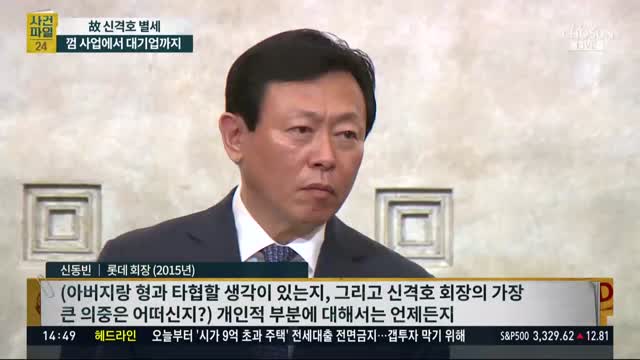 사건
파일
24
故 신격호 별세
껌 사업에서 대기업까지
CHOSUN
신동빈 | 롯데 회장 (2015년)
(아버지랑 형과 타협할 생각이 있는지, 그리고 신격호 회장의 가장
큰 의중은 어떠신지?) 개인적 부분에 대해서는 언제든지
14:49 헤드라인 오늘부터 '시가 9억 초과 주택' 전세대출 전면금지…갭투자 막기 위해 S&P500 3,329.62 ▲12.81